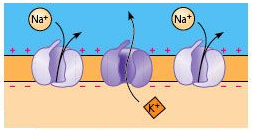 Na+
Na+
+ + + + + + + +
- - - - - - - -
K+